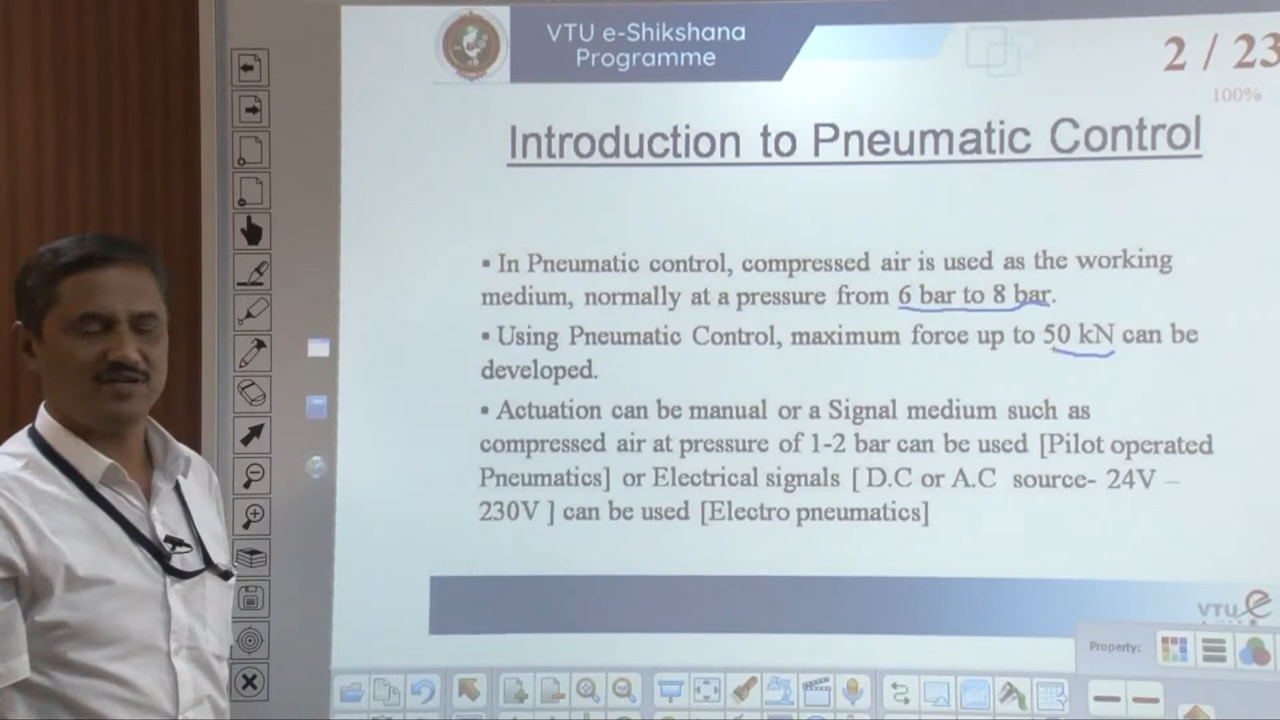 VTU e-Shikshana
Programme
2 / 23
100%
Introduction to Pneumatic Control
▪ In Pneumatic control, compressed air is used as the working
medium, normally at a pressure from 6 bar to 8 bar.
▪ Using Pneumatic Control, maximum force up to 50 kN can be
developed.
▪ Actuation can be manual or a Signal medium such as
compressed air at pressure of 1-2 bar can be used [Pilot operated
Pneumatics] or Electrical signals [ D.C or A.C source- 24V –
230V ] can be used [Electro pneumatics]
VTU e
Property: